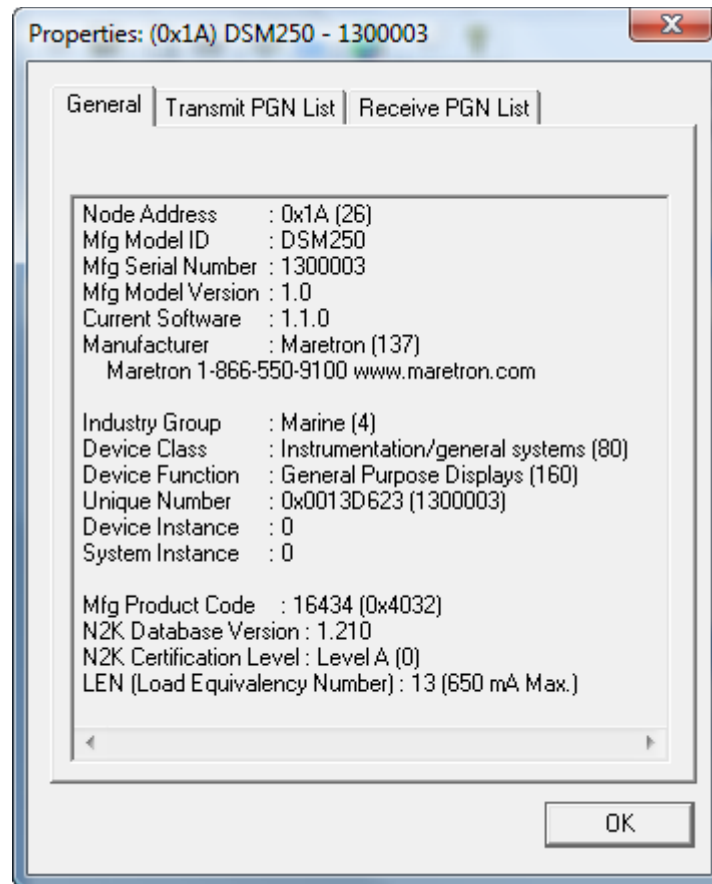 Properties: (0x1A) DSM250 - 1300003
General
Transmit PGN List
Receive PGN List
Node Address : 0x1A (26)
Mfg Model ID : DSM250
Mfg Serial Number : 1300003
Mfg Model Version : 1.0
Current Software : 1.1.0
Manufacturer : Maretron (137)
Maretron 1-866-550-9100 www.maretron.com
Industry Group : Marine (4)
Device Class : Instrumentation/general systems (80)
Device Function : General Purpose Displays (160)
Unique Number : 0x0013D623 (1300003)
Device Instance : 0
System Instance : 0
Mfg Product Code : 16434 (0x4032)
N2K Database Version : 1.210
N2K Certification Level : Level A (0)
LEN (Load Equivalency Number) : 13 (650 mA Max.)
OK